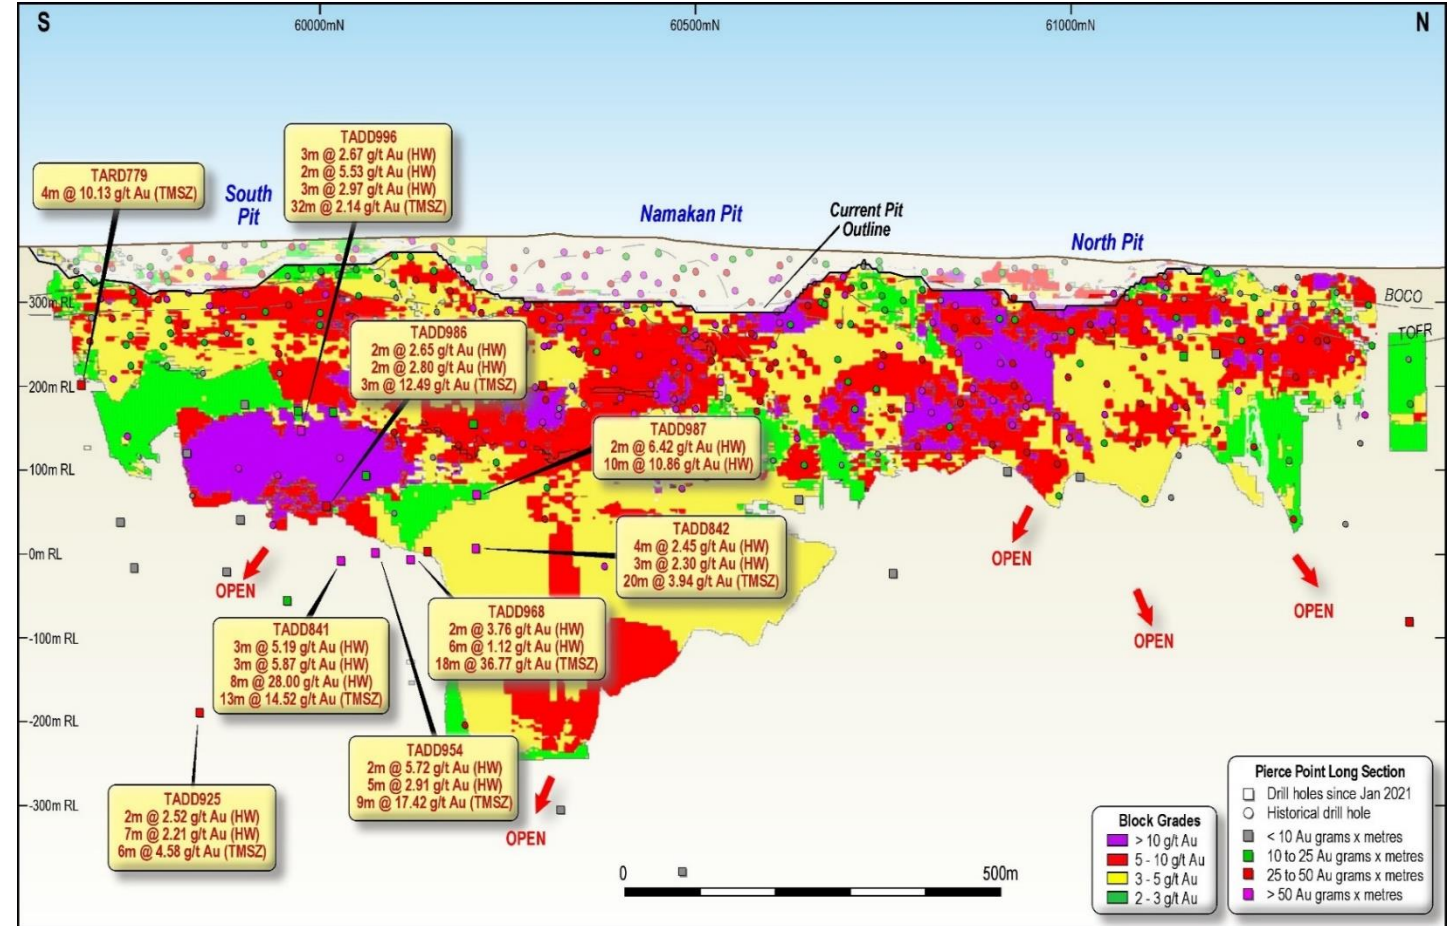 S
60000mN
60500mN
61000mN
N
TADD996
3m @ 2.67 g/t Au (HW)
2m @ 5.53 g/t Au (HW)
3m @ 2.97 g/t Au (HW)
32m @ 2.14 g/t Au (TMSZ)
TARD779
4m @ 10.13 g/t Au (TMSZ)
South
Pit
Namakan Pit
Current Pit
Outline
North Pit
300m RL
BOCO
TOFR
TADD986
2m @ 2.65 g/t Au (HW)
2m @ 2.80 g/t Au (HW)
3m @ 12.49 g/t Au (TMSZ)
200m RL
TADD987
2m @ 6.42 g/t Au (HW)
10m @ 10.86 g/t Au (HW)
100m RL
TADD842
4m @ 2.45 g/t Au (HW)
3m @ 2.30 g/t Au (HW)
20m @ 3.94 g/t Au (TMSZ)
0m RL
OPEN
OPEN
OPEN
OPEN
TADD968
2m @ 3.76 g/t Au (HW)
6m @ 1.12 g/t Au (HW)
18m @ 36.77 g/t Au (TMSZ)
TADD841
3m @ 5.19 g/t Au (HW)
3m @ 5.87 g/t Au (HW)
8m @ 28.00 g/t Au (HW)
13m @ 14.52 g/t Au (TMSZ)
-100m RL
-200m RL
TADD954
2m @ 5.72 g/t Au (HW)
5m @ 2.91 g/t Au (HW)
9m @ 17.42 g/t Au (TMSZ)
TADD925
2m @ 2.52 g/t Au (HW)
7m @ 2.21 g/t Au (HW)
6m @ 4.58 g/t Au (TMSZ)
-300m RL
OPEN
0
500m
Block Grades
> 10 g/t Au
5 - 10 g/t Au
3 - 5 g/t Au
2 - 3 g/t Au
Pierce Point Long Section
Drill holes since Jan 2021
Historical drill hole
< 10 Au grams x metres
10 to 25 Au grams x metres
25 to 50 Au grams x metres
> 50 Au grams x metres